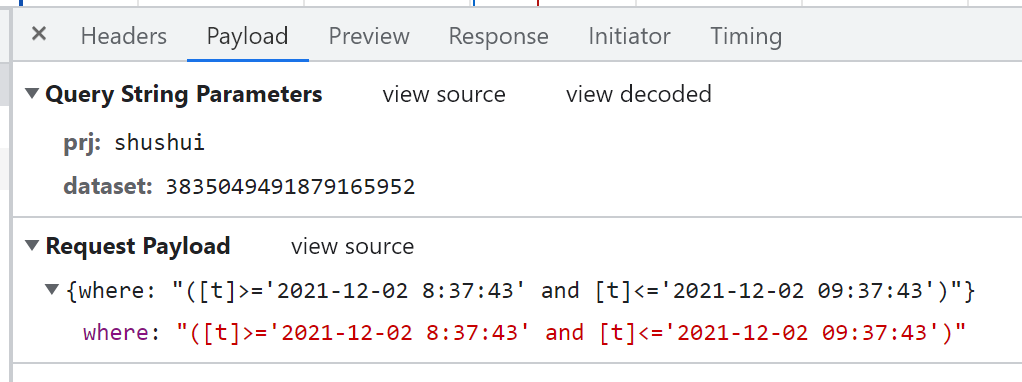 × Headers Payload Preview Response Initiator Timing
▼ Query String Parameters view source view decoded
prj: shushui
dataset: 3835049491879165952
▼ Request Payload view source
▼ {where: "([t]>='2021-12-02 8:37:43' and [t]<='2021-12-02 09:37:43')"}
where: "([t]>='2021-12-02 8:37:43' and [t]<='2021-12-02 09:37:43')"